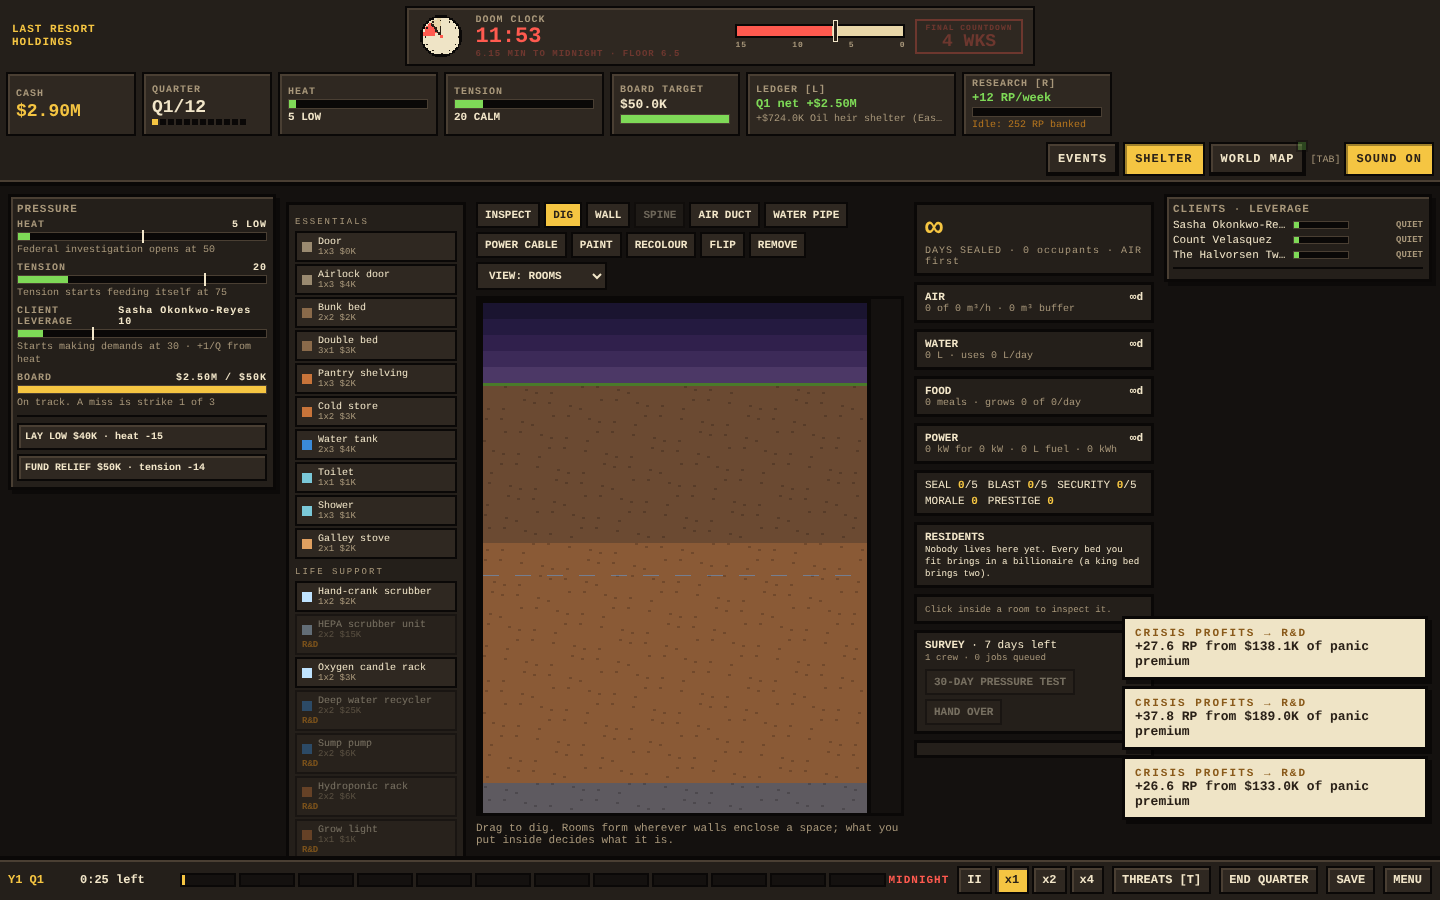 LAST RESORT
HOLDINGS
DOOM CLOCK
11:53
6.15 MIN TO MIDNIGHT · FLOOR 6.5
15 10 5 0
FINAL COUNTDOWN
4 WKS
CASH
$2.90M
QUARTER
Q1/12
HEAT
5 LOW
TENSION
20 CALM
BOARD TARGET
$50.0K
LEDGER [L]
Q1 net +$2.50M
+$724.0K Oil heir shelter (Eas…
RESEARCH [R]
+12 RP/week
Idle: 252 RP banked
EVENTS
SHELTER
WORLD MAP
[TAB]
SOUND ON
PRESSURE
HEAT 5 LOW
Federal investigation opens at 50
TENSION 20
Tension starts feeding itself at 75
CLIENT LEVERAGE Sasha Okonkwo-Reyes 10
Starts making demands at 30 · +1/Q from
heat
BOARD $2.50M / $50K
On track. A miss is strike 1 of 3
LAY LOW $40K · heat -15
FUND RELIEF $50K · tension -14
ESSENTIALS
Door
1x3 $0K
Airlock door
1x3 $4K
Bunk bed
2x2 $2K
Double bed
3x1 $3K
Pantry shelving
1x3 $2K
Cold store
1x2 $3K
Water tank
2x3 $4K
Toilet
1x1 $1K
Shower
1x3 $1K
Galley stove
2x1 $2K
LIFE SUPPORT
Hand-crank scrubber
1x2 $2K
HEPA scrubber unit
2x2 $15K
R&D
Oxygen candle rack
1x2 $3K
Deep water recycler
2x2 $25K
R&D
Sump pump
2x2 $6K
R&D
Hydroponic rack
2x2 $6K
R&D
Grow light
1x1 $1K
R&D
INSPECT
DIG
WALL
SPINE
AIR DUCT
WATER PIPE
POWER CABLE
PAINT
RECOLOUR
FLIP
REMOVE
VIEW: ROOMS
Drag to dig. Rooms form wherever walls enclose a space; what you
put inside decides what it is.
∞
DAYS SEALED · 0 occupants · AIR
first
AIR ∞d
0 of 0 m³/h · 0 m³ buffer
WATER ∞d
0 L · uses 0 L/day
FOOD ∞d
0 meals · grows 0 of 0/day
POWER ∞d
0 kW for 0 kW · 0 L fuel · 0 kWh
SEAL 0/5 BLAST 0/5 SECURITY 0/5
MORALE 0 PRESTIGE 0
RESIDENTS
Nobody lives here yet. Every bed you
fit brings in a billionaire (a king bed
brings two).
Click inside a room to inspect it.
SURVEY · 7 days left
1 crew · 0 jobs queued
30-DAY PRESSURE TEST
HAND OVER
CLIENTS · LEVERAGE
Sasha Okonkwo-Re… QUIET
Count Velasquez QUIET
The Halvorsen Tw… QUIET
CRISIS PROFITS → R&D
+27.6 RP from $138.1K of panic
premium
CRISIS PROFITS → R&D
+37.8 RP from $189.0K of panic
premium
CRISIS PROFITS → R&D
+26.6 RP from $133.0K of panic
premium
Y1 Q1
0:25 left
MIDNIGHT
II
x1
x2
x4
THREATS [T]
END QUARTER
SAVE
MENU